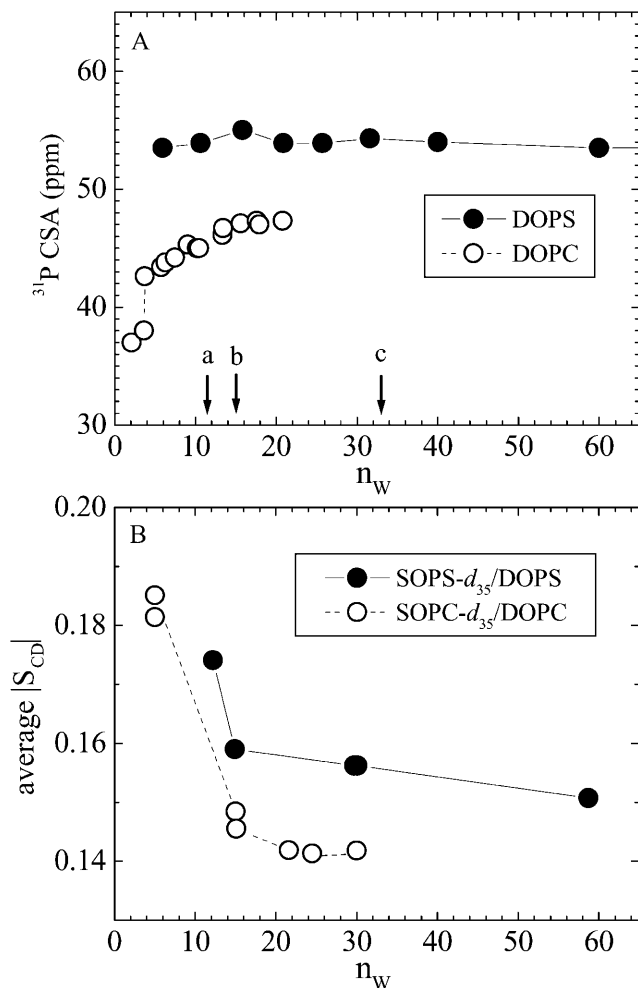 A
60
50
40
30
³¹P CSA (ppm)
DOPS
DOPC
a
b
c
0 10 20 30 40 50 60
n_W
B
0.20
0.18
0.16
0.14
average |S_CD|
SOPS-d₃₅/DOPS
SOPC-d₃₅/DOPC
0 10 20 30 40 50 60
n_W